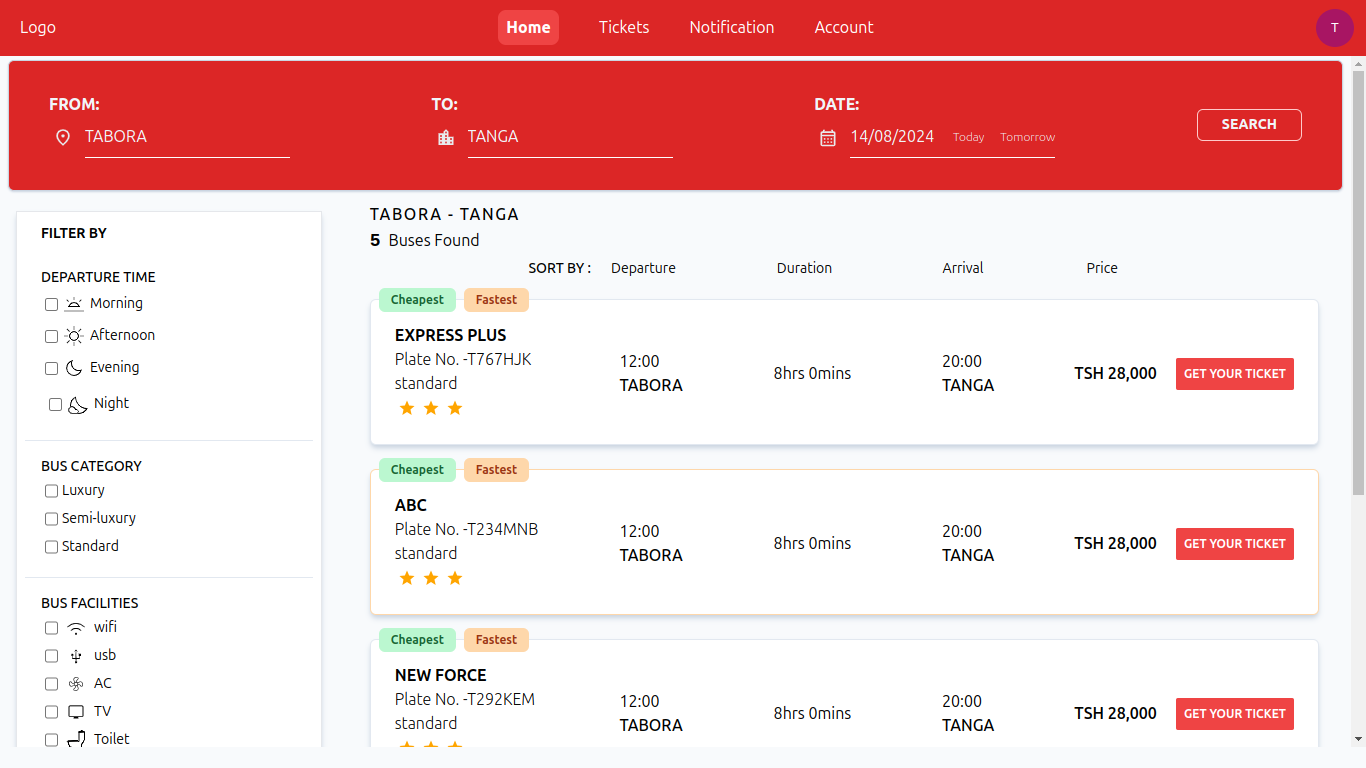 Logo Home Tickets Notification Account T
FROM: TO: DATE:
TABORA TANGA 14/08/2024 Today Tomorrow SEARCH
FILTER BY
DEPARTURE TIME
Morning
Afternoon
Evening
Night
BUS CATEGORY
Luxury
Semi-luxury
Standard
BUS FACILITIES
wifi
usb
AC
TV
Toilet
TABORA - TANGA
5 Buses Found
SORT BY : Departure Duration Arrival Price
Cheapest Fastest
EXPRESS PLUS
Plate No. -T767HJK
standard
12:00
TABORA
8hrs 0mins
20:00
TANGA
TSH 28,000
GET YOUR TICKET
Cheapest Fastest
ABC
Plate No. -T234MNB
standard
12:00
TABORA
8hrs 0mins
20:00
TANGA
TSH 28,000
GET YOUR TICKET
Cheapest Fastest
NEW FORCE
Plate No. -T292KEM
standard
12:00
TABORA
8hrs 0mins
20:00
TANGA
TSH 28,000
GET YOUR TICKET